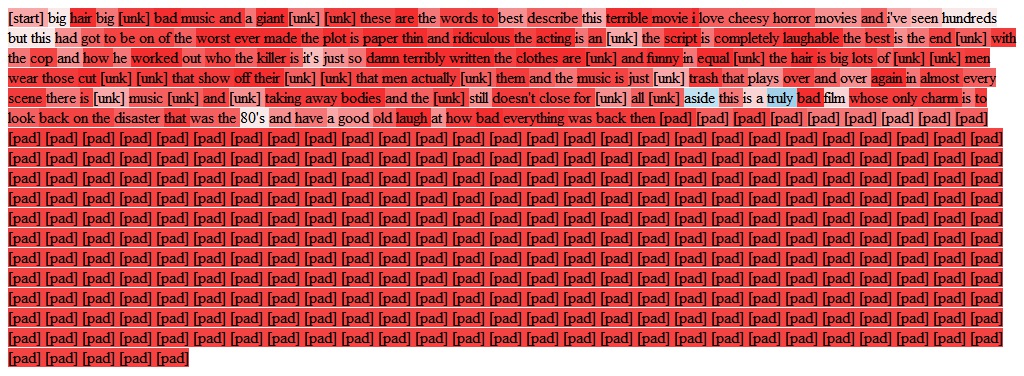 [start] big hair big [unk] bad music and a giant [unk] [unk] these are the words to best describe this terrible movie i love cheesy horror movies and i've seen hundreds
but this had got to be on of the worst ever made the plot is paper thin and ridiculous the acting is an [unk] the script is completely laughable the best is the end [unk] with
the cop and how he worked out who the killer is it's just so damn terribly written the clothes are [unk] and funny in equal [unk] the hair is big lots of [unk] [unk] men
wear those cut [unk] [unk] that show off their [unk] [unk] that men actually [unk] them and the music is just [unk] trash that plays over and over again in almost every
scene there is [unk] music [unk] and [unk] taking away bodies and the [unk] still doesn't close for [unk] all [unk] aside this is a truly bad film whose only charm is to
look back on the disaster that was the 80's and have a good old laugh at how bad everything was back then [pad] [pad] [pad] [pad] [pad] [pad] [pad] [pad] [pad]
[pad] [pad] [pad] [pad] [pad] [pad] [pad] [pad] [pad] [pad] [pad] [pad] [pad] [pad] [pad] [pad] [pad] [pad] [pad] [pad] [pad] [pad] [pad] [pad] [pad] [pad] [pad]
[pad] [pad] [pad] [pad] [pad] [pad] [pad] [pad] [pad] [pad] [pad] [pad] [pad] [pad] [pad] [pad] [pad] [pad] [pad] [pad] [pad] [pad] [pad] [pad] [pad] [pad] [pad]
[pad] [pad] [pad] [pad] [pad] [pad] [pad] [pad] [pad] [pad] [pad] [pad] [pad] [pad] [pad] [pad] [pad] [pad] [pad] [pad] [pad] [pad] [pad] [pad] [pad] [pad] [pad]
[pad] [pad] [pad] [pad] [pad] [pad] [pad] [pad] [pad] [pad] [pad] [pad] [pad] [pad] [pad] [pad] [pad] [pad] [pad] [pad] [pad] [pad] [pad] [pad] [pad] [pad] [pad]
[pad] [pad] [pad] [pad] [pad] [pad] [pad] [pad] [pad] [pad] [pad] [pad] [pad] [pad] [pad] [pad] [pad] [pad] [pad] [pad] [pad] [pad] [pad] [pad] [pad] [pad] [pad]
[pad] [pad] [pad] [pad] [pad] [pad] [pad] [pad] [pad] [pad] [pad] [pad] [pad] [pad] [pad] [pad] [pad] [pad] [pad] [pad] [pad] [pad] [pad] [pad] [pad] [pad] [pad]
[pad] [pad] [pad] [pad] [pad] [pad] [pad] [pad] [pad] [pad] [pad] [pad] [pad] [pad] [pad] [pad] [pad] [pad] [pad] [pad] [pad] [pad] [pad] [pad] [pad] [pad] [pad]
[pad] [pad] [pad] [pad] [pad] [pad] [pad] [pad] [pad] [pad] [pad] [pad] [pad] [pad] [pad] [pad] [pad] [pad] [pad] [pad] [pad] [pad] [pad] [pad] [pad] [pad] [pad]
[pad] [pad] [pad] [pad] [pad] [pad] [pad] [pad] [pad] [pad] [pad] [pad] [pad] [pad] [pad] [pad] [pad] [pad] [pad] [pad] [pad] [pad] [pad] [pad] [pad] [pad] [pad]
[pad] [pad] [pad] [pad] [pad] [pad] [pad] [pad] [pad] [pad] [pad] [pad] [pad] [pad] [pad] [pad] [pad] [pad] [pad] [pad] [pad] [pad] [pad] [pad] [pad] [pad] [pad]
[pad] [pad] [pad] [pad] [pad] [pad] [pad] [pad] [pad] [pad] [pad] [pad] [pad] [pad] [pad] [pad] [pad] [pad] [pad] [pad] [pad] [pad] [pad] [pad] [pad] [pad] [pad]
[pad] [pad] [pad] [pad] [pad]